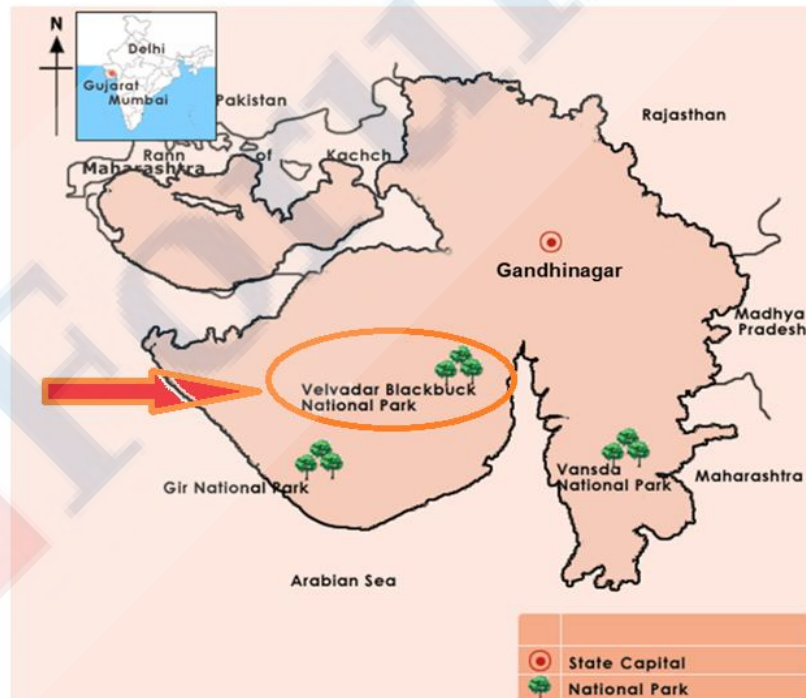 N
Delhi
Gujarat
Mumbai
Pakistan
Rajasthan
Rann of Kachch
Maharashtra
Gandhinagar
Madhya
Pradesh
Velvadar Blackbuck
National Park
Gir National Park
Vansda
National Park
Maharashtra
Arabian Sea
State Capital
National Park
Forum